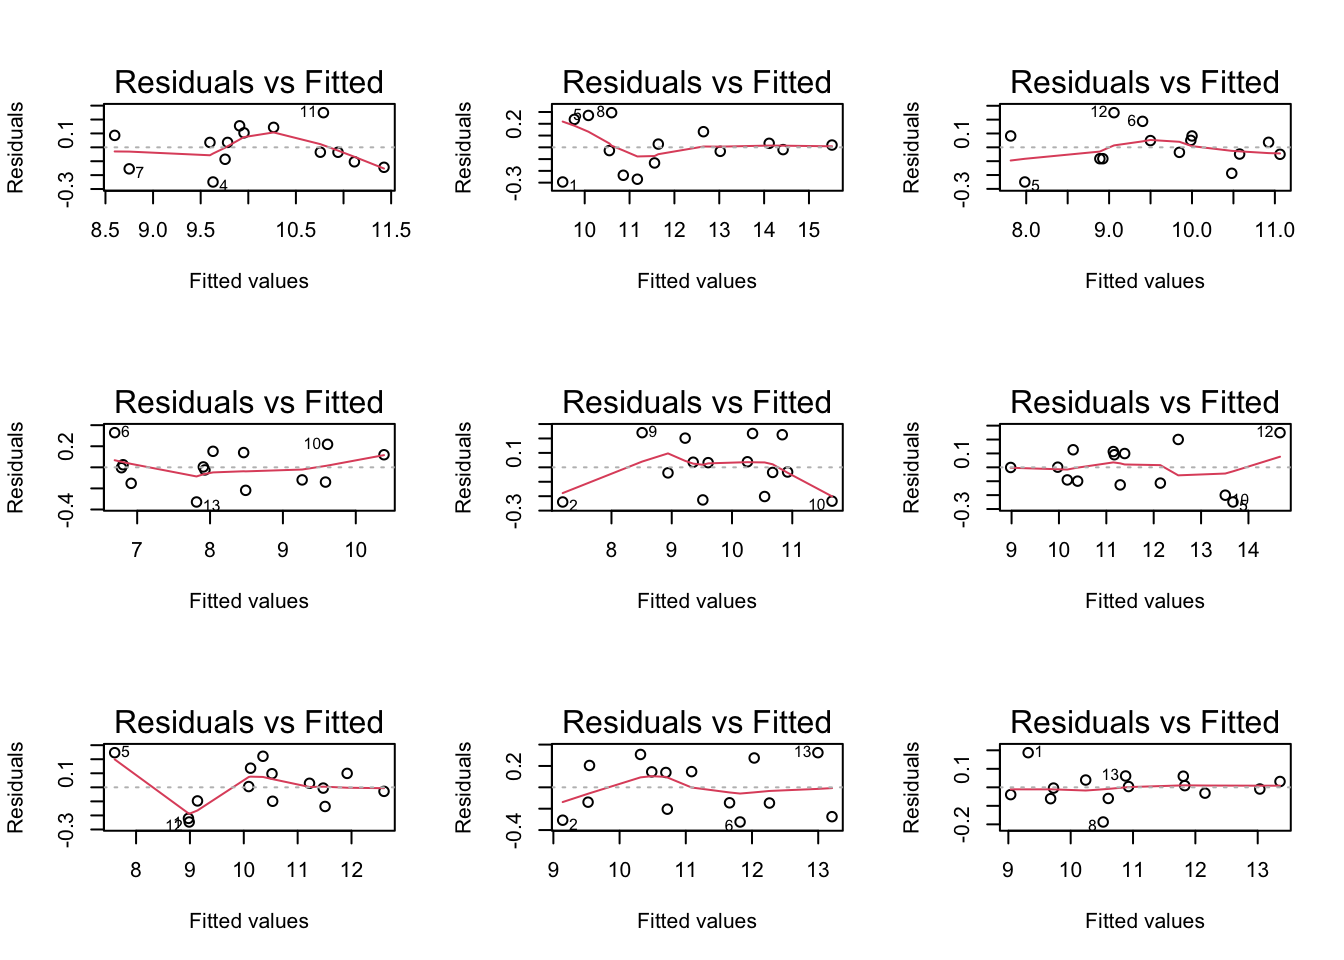 Residuals vs Fitted
Residuals
0.1
-0.3
11
7
4
8.5 9.0 9.5 10.5 11.5
Fitted values
Residuals vs Fitted
Residuals
0.2
-0.3
5 8
1
10 11 12 13 14 15
Fitted values
Residuals vs Fitted
Residuals
0.1
-0.3
12
6
5
8.0 9.0 10.0 11.0
Fitted values
Residuals vs Fitted
Residuals
0.2
-0.4
6
10
13
7 8 9 10
Fitted values
Residuals vs Fitted
Residuals
0.1
-0.3
9
2
10
8 9 10 11
Fitted values
Residuals vs Fitted
Residuals
0.1
-0.3
12
10
5
9 10 11 12 13 14
Fitted values
Residuals vs Fitted
Residuals
0.1
-0.3
5
12
8 9 10 11 12
Fitted values
Residuals vs Fitted
Residuals
0.2
-0.4
13
2
6
9 10 11 12 13
Fitted values
Residuals vs Fitted
Residuals
0.1
-0.2
1
13
8
9 10 11 12 13
Fitted values